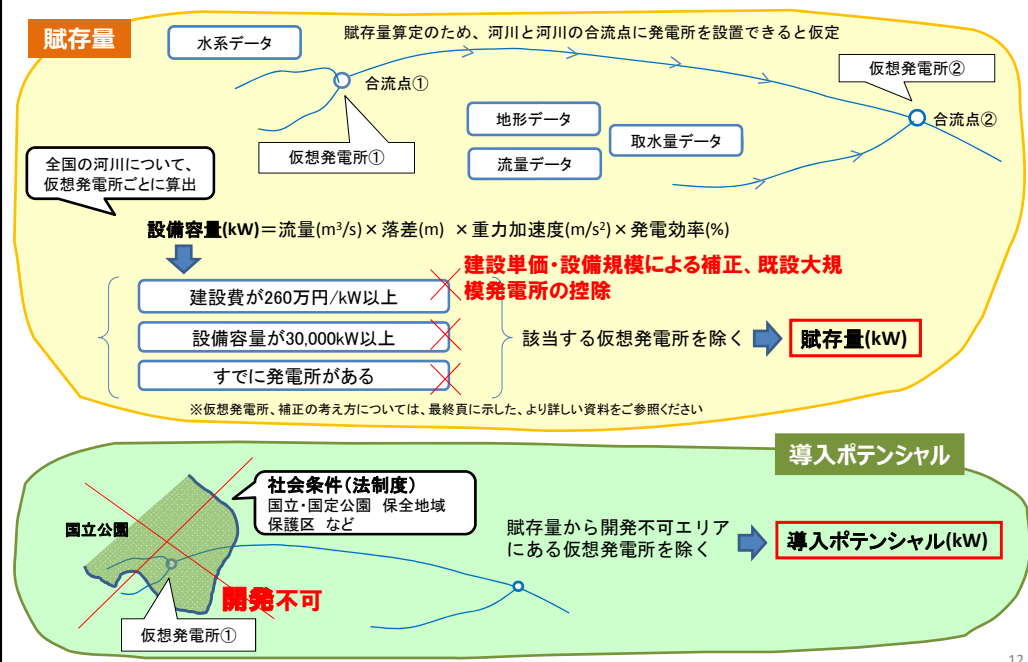 賦存量
水系データ
賦存量算定のため、河川と河川の合流点に発電所を設置できると仮定
合流点①
仮想発電所②
合流点②
地形データ
取水量データ
仮想発電所①
流量データ
全国の河川について、
仮想発電所ごとに算出
設備容量(kW)＝流量(m³/s)×落差(m) ×重力加速度(m/s²)×発電効率(%)
建設単価・設備規模による補正、既設大規
模発電所の控除
建設費が260万円/kW以上
設備容量が30,000kW以上
すでに発電所がある
該当する仮想発電所を除く
賦存量(kW)
※仮想発電所、補正の考え方については、最終頁に示した、より詳しい資料をご参照ください
導入ポテンシャル
社会条件(法制度)
国立・国定公園 保全地域
保護区 など
国立公園
賦存量から開発不可エリア
にある仮想発電所を除く
導入ポテンシャル(kW)
開発不可
仮想発電所①
12